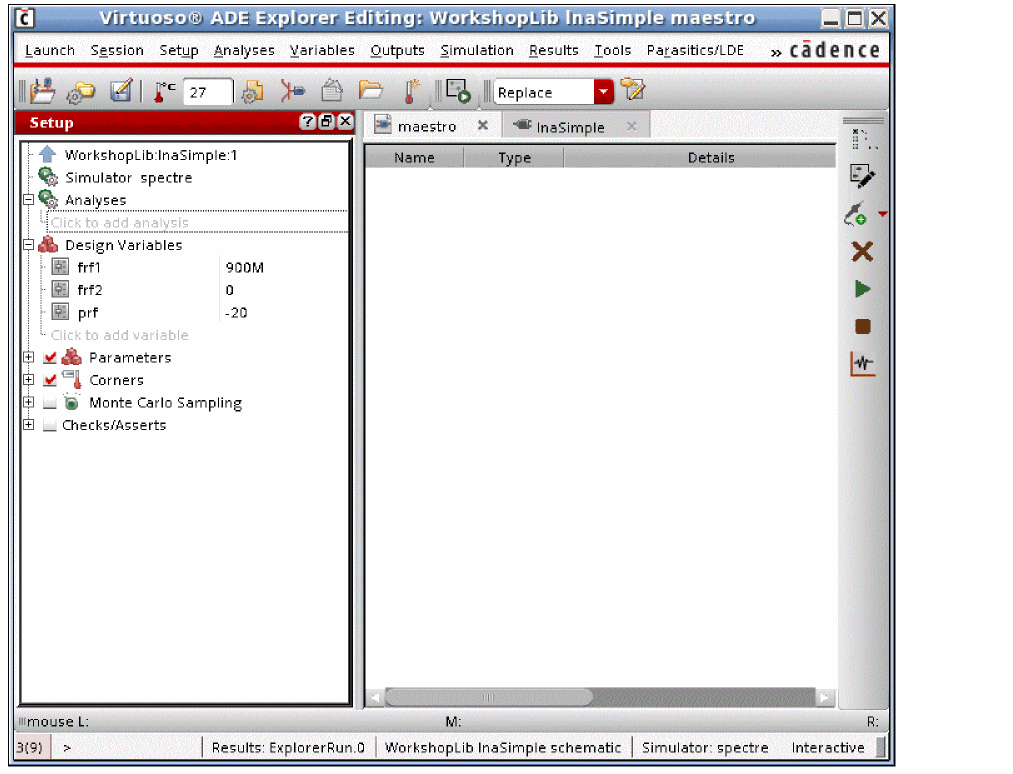 Virtuoso® ADE Explorer Editing: WorkshopLib lnaSimple maestro
Launch Session Setup Analyses Variables Outputs Simulation Results Tools Parasitics/LDE » cādence
°C 27 Replace
Setup
maestro lnaSimple
Name Type Details
WorkshopLib:lnaSimple:1
Simulator spectre
Analyses
Click to add analysis
Design Variables
frf1 900M
frf2 0
prf -20
Click to add variable
Parameters
Corners
Monte Carlo Sampling
Checks/Asserts
mouse L: M: R:
3(9) > Results: ExplorerRun.0 WorkshopLib lnaSimple schematic Simulator: spectre Interactive